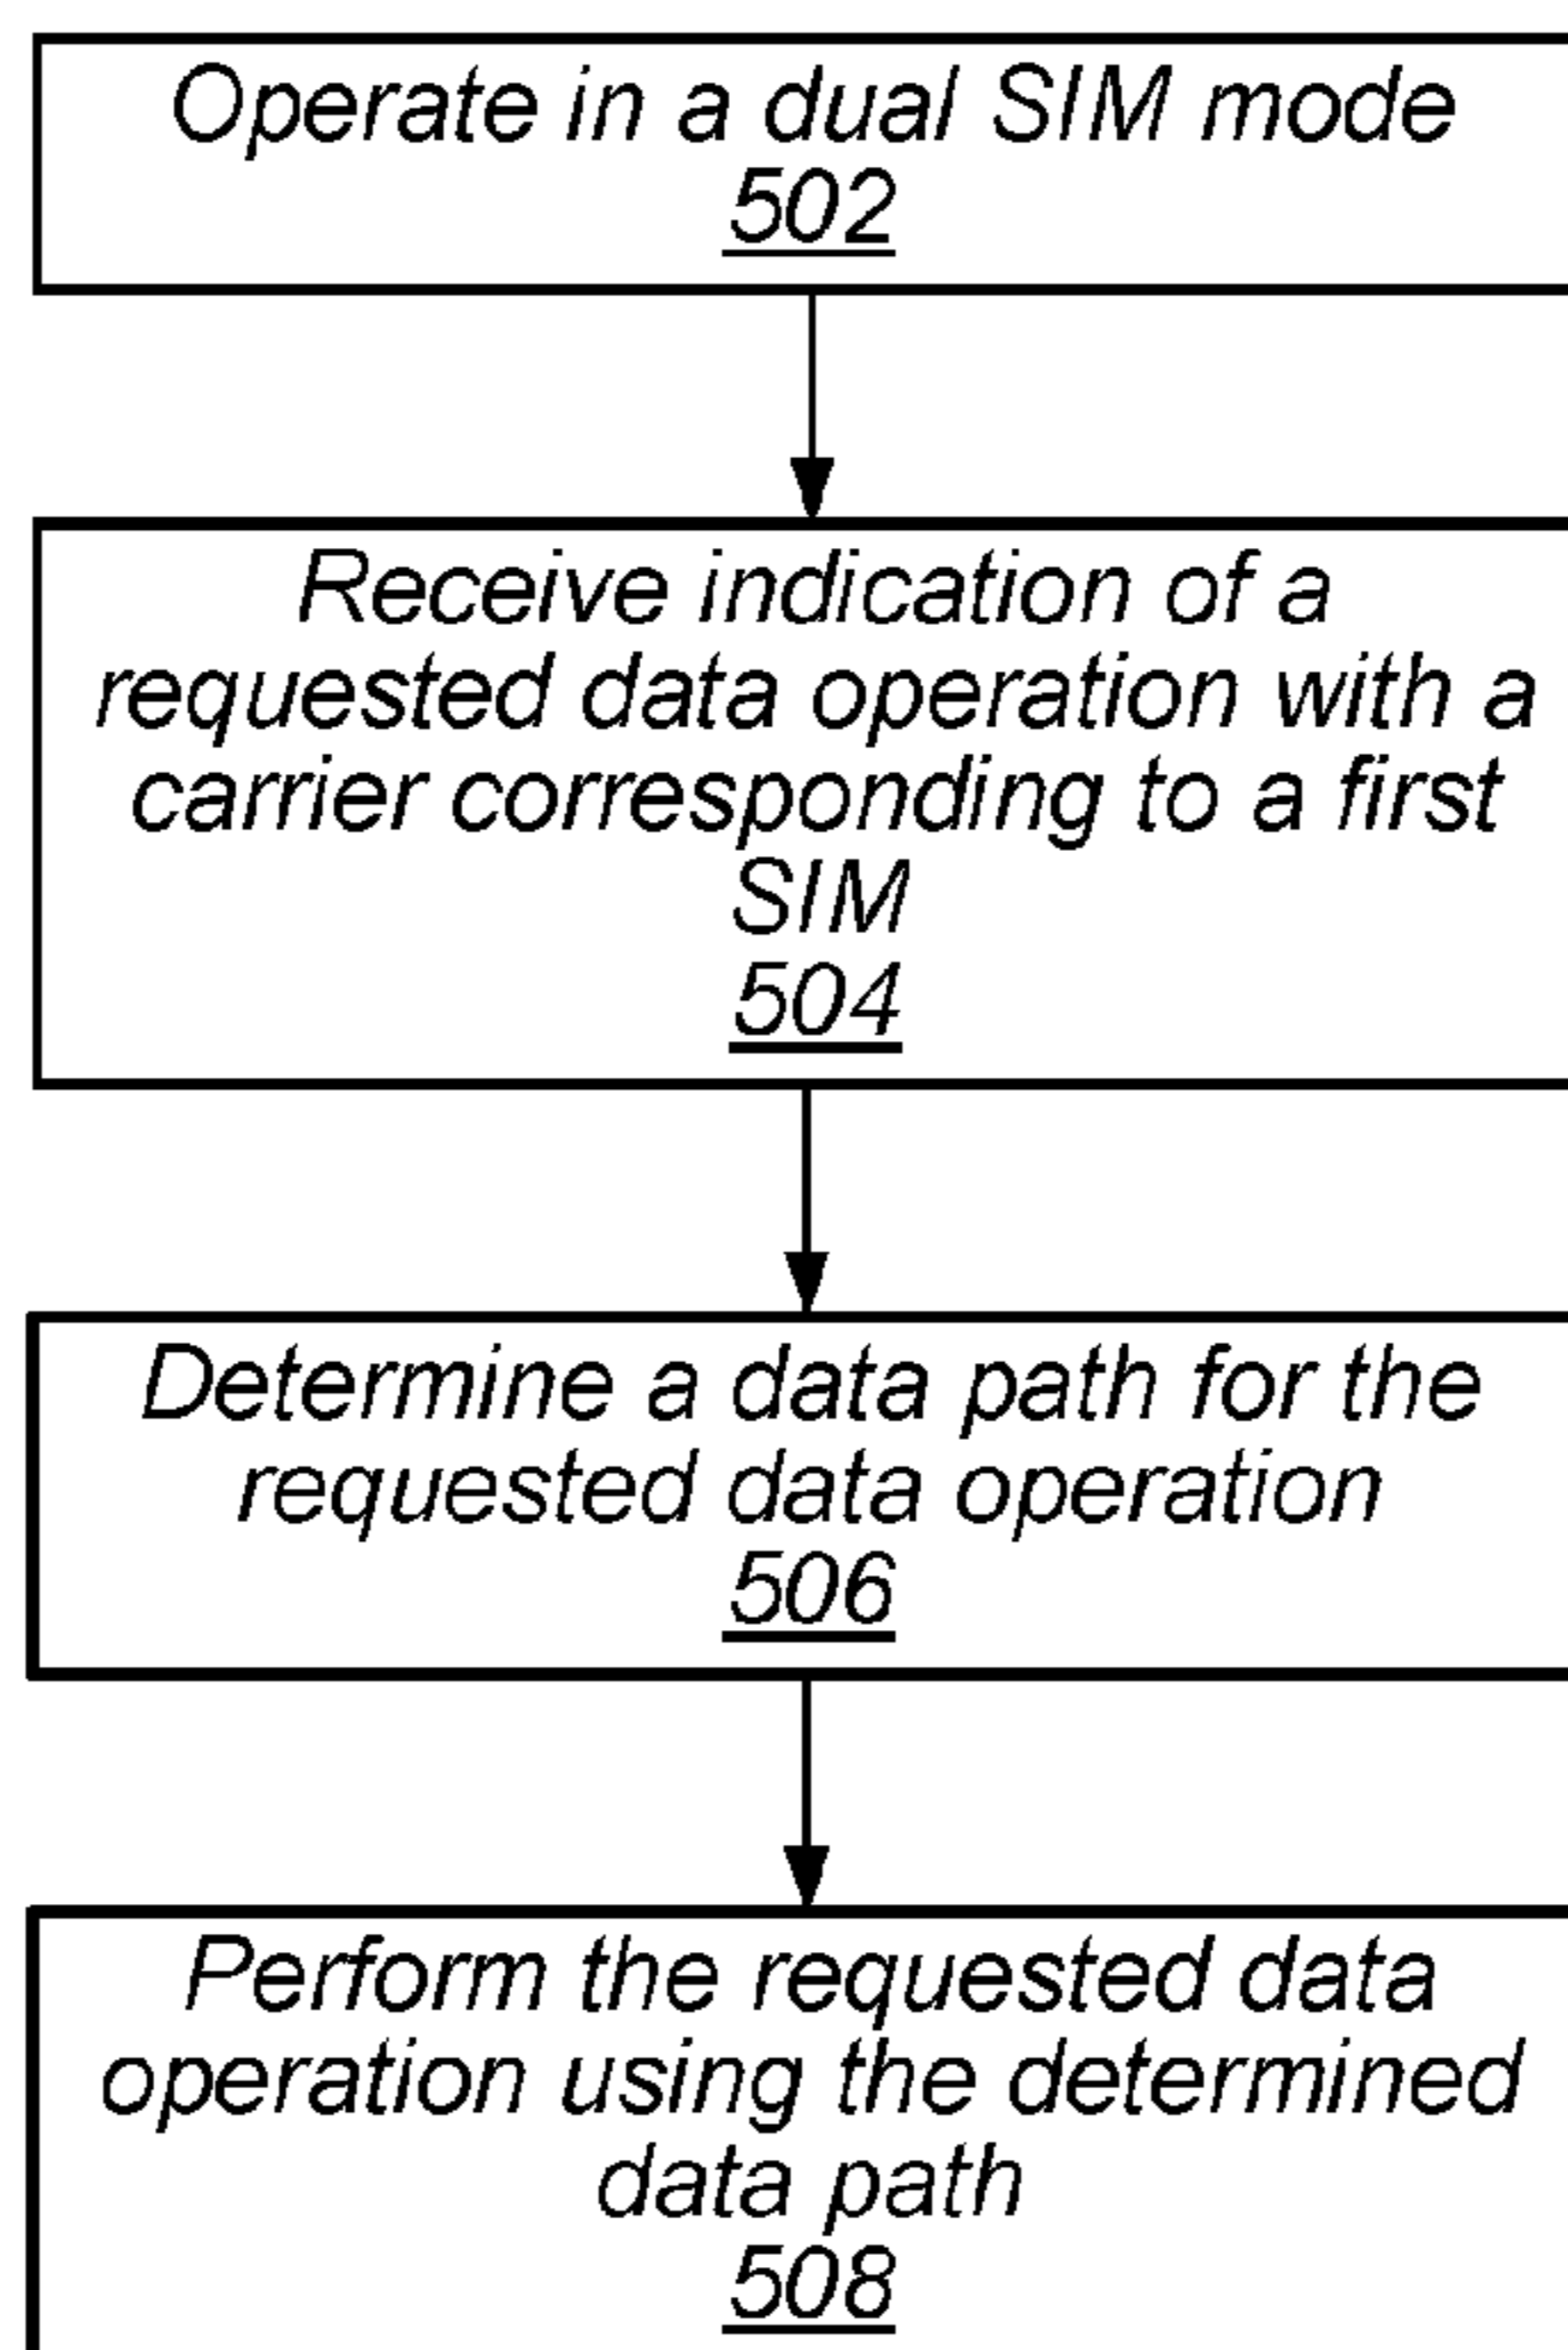 Operate in a dual SIM mode
502
Receive indication of a
requested data operation with a
carrier corresponding to a first
SIM
504
Determine a data path for the
requested data operation
506
Perform the requested data
operation using the determined
data path
508